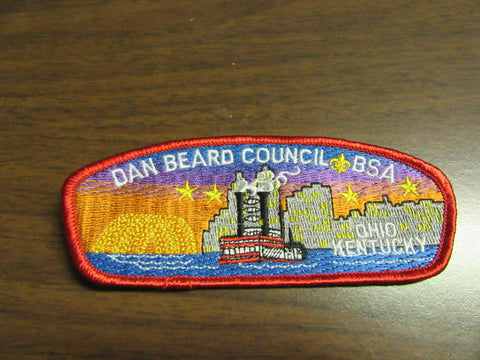 DAN BEARD COUNCIL BSA
OHIO
KENTUCKY